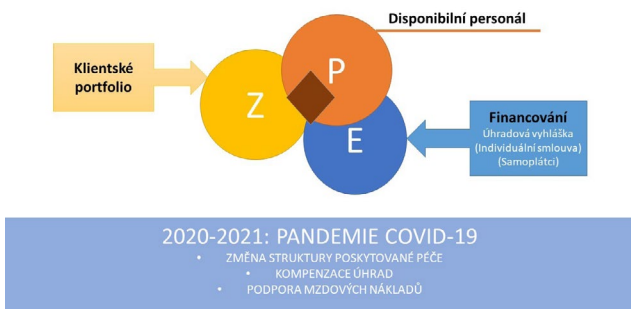 Disponibilní personál
Klientské
portfolio
P
Z
E
Financování
Úhradová vyhláška
(Individuální smlouva)
(Samoplátci)
2020-2021: PANDEMIE COVID-19
• ZMĚNA STRUKTURY POSKYTOVANÉ PÉČE
• KOMPENZACE ÚHRAD
• PODPORA MZDOVÝCH NÁKLADŮ